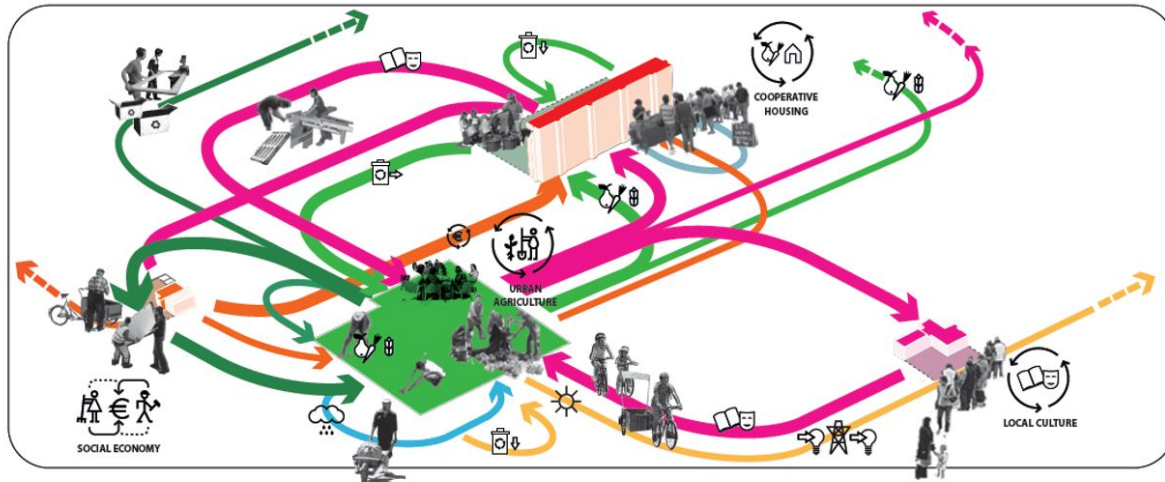 COOPERATIVE
HOUSING
€
URBAN
AGRICULTURE
€
SOCIAL ECONOMY
LOCAL CULTURE